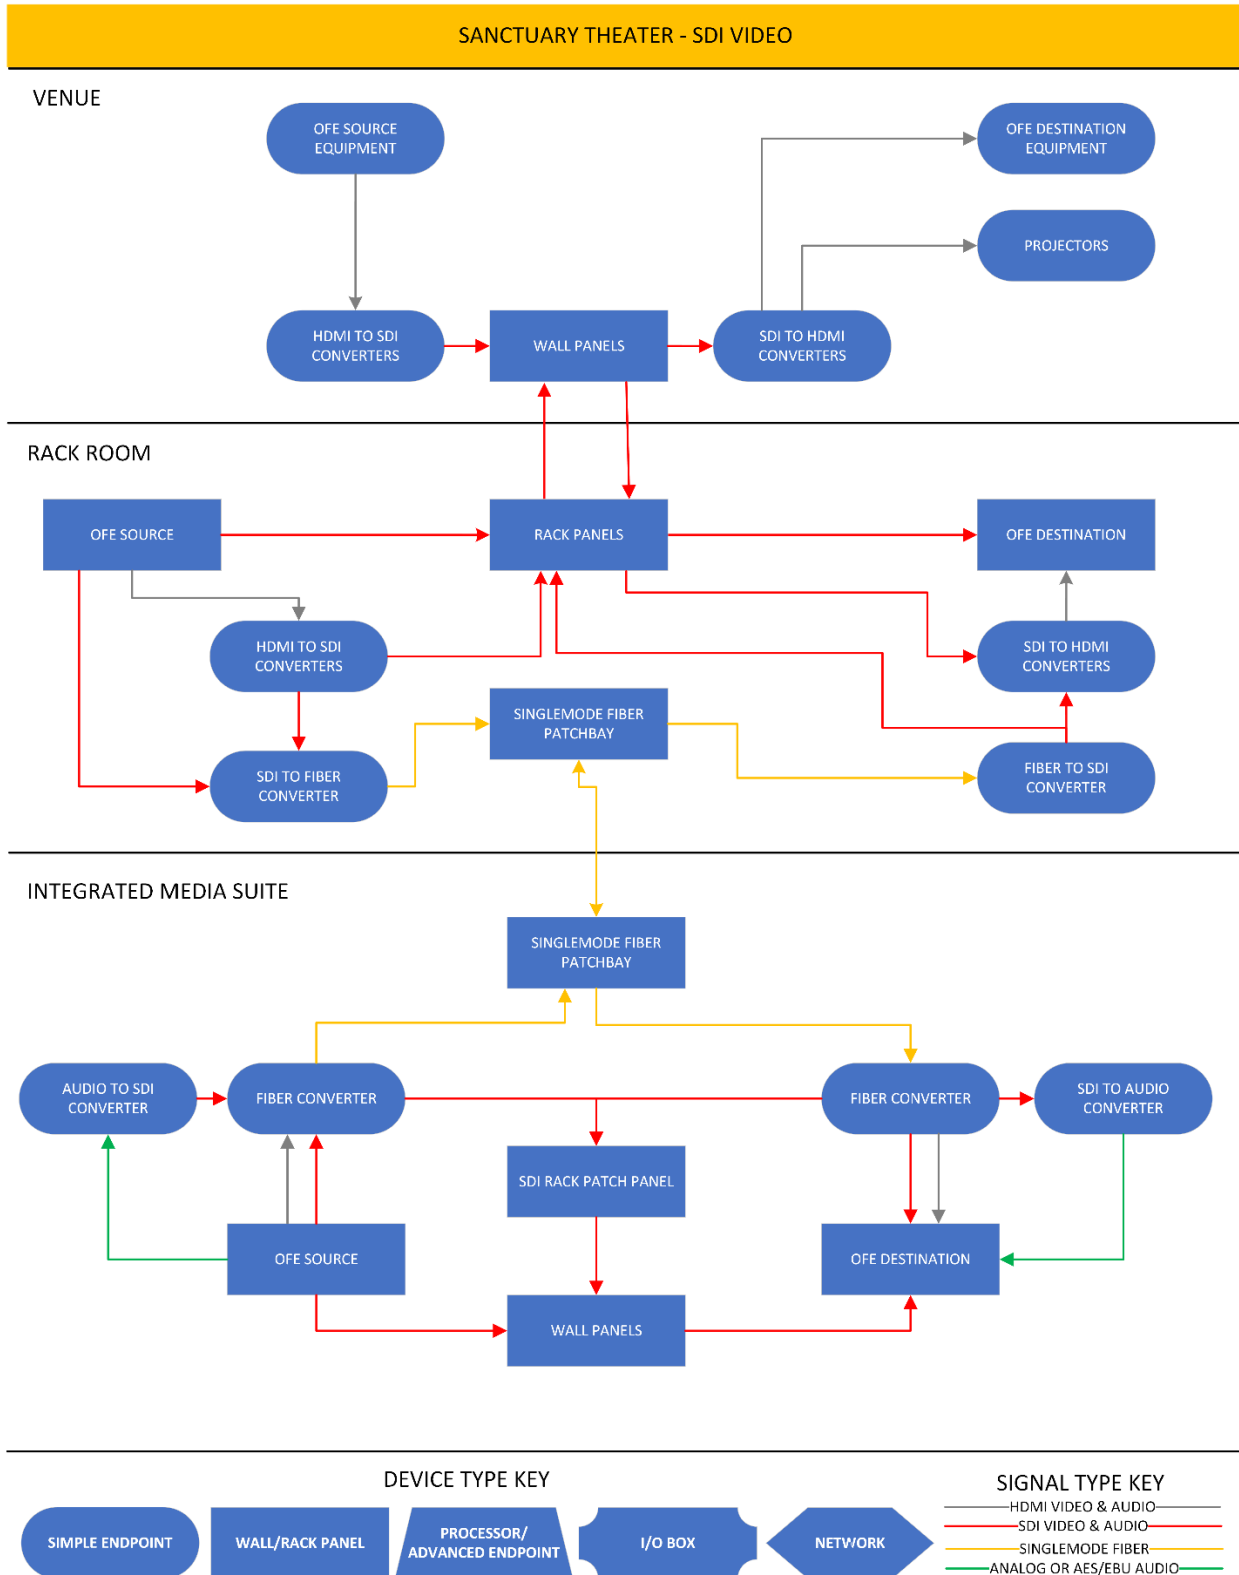 SANCTUARY THEATER - SDI VIDEO
VENUE
OFE SOURCE
EQUIPMENT
OFE DESTINATION
EQUIPMENT
PROJECTORS
HDMI TO SDI
CONVERTERS
WALL PANELS
SDI TO HDMI
CONVERTERS
RACK ROOM
OFE SOURCE
RACK PANELS
OFE DESTINATION
HDMI TO SDI
CONVERTERS
SDI TO HDMI
CONVERTERS
SINGLEMODE FIBER
PATCHBAY
SDI TO FIBER
CONVERTER
FIBER TO SDI
CONVERTER
INTEGRATED MEDIA SUITE
SINGLEMODE FIBER
PATCHBAY
AUDIO TO SDI
CONVERTER
FIBER CONVERTER
FIBER CONVERTER
SDI TO AUDIO
CONVERTER
SDI RACK PATCH PANEL
OFE SOURCE
OFE DESTINATION
WALL PANELS
DEVICE TYPE KEY
SIMPLE ENDPOINT
WALL/RACK PANEL
PROCESSOR/
ADVANCED ENDPOINT
I/O BOX
NETWORK
SIGNAL TYPE KEY
HDMI VIDEO & AUDIO
SDI VIDEO & AUDIO
SINGLEMODE FIBER
ANALOG OR AES/EBU AUDIO